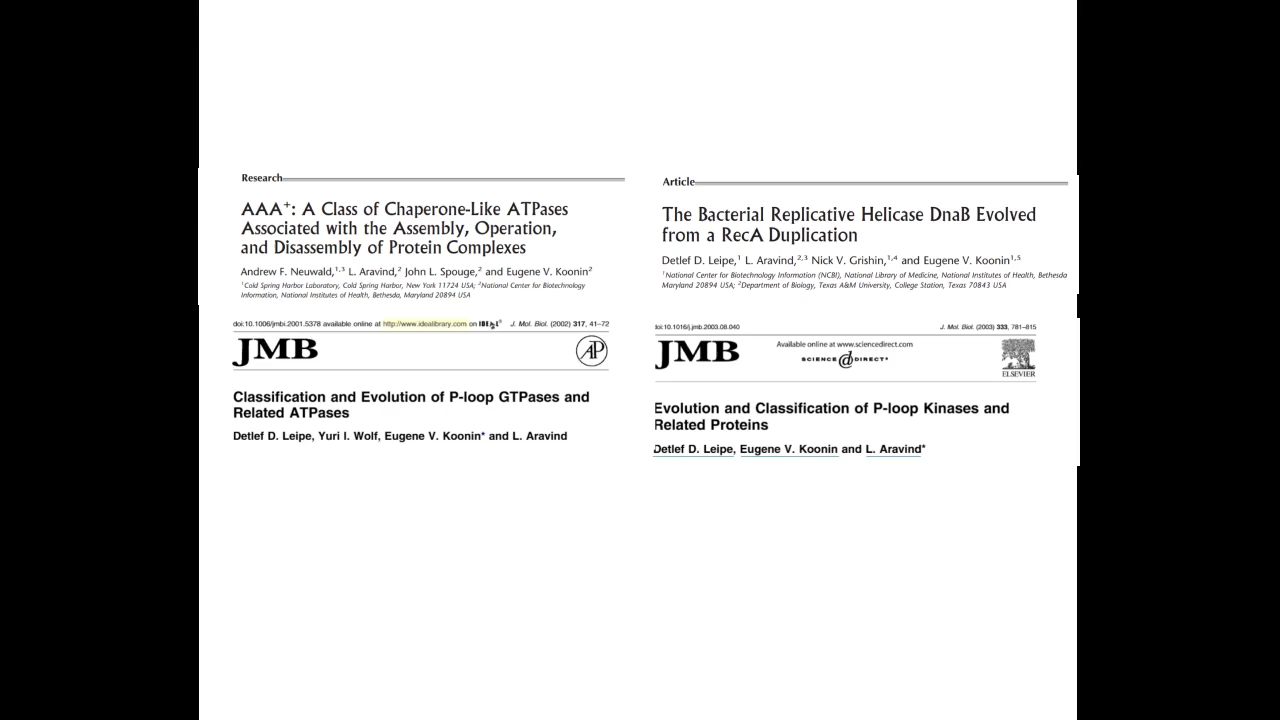 Research
AAA⁺: A Class of Chaperone-Like ATPases
Associated with the Assembly, Operation,
and Disassembly of Protein Complexes
Andrew F. Neuwald,¹,³ L. Aravind,² John L. Spouge,² and Eugene V. Koonin²
¹Cold Spring Harbor Laboratory, Cold Spring Harbor, New York 11724 USA; ²National Center for Biotechnology
Information, National Institutes of Health, Bethesda, Maryland 20894 USA
doi:10.1006/jmbi.2001.5378 available online at http://www.idealibrary.com on J. Mol. Biol. (2002) 317, 41–72
JMB
AP
Classification and Evolution of P-loop GTPases and
Related ATPases
Detlef D. Leipe, Yuri I. Wolf, Eugene V. Koonin* and L. Aravind
Article
The Bacterial Replicative Helicase DnaB Evolved
from a RecA Duplication
Detlef D. Leipe,¹ L. Aravind,²,³ Nick V. Grishin,¹,⁴ and Eugene V. Koonin¹,⁵
¹National Center for Biotechnology Information (NCBI), National Library of Medicine, National Institutes of Health, Bethesda
Maryland 20894 USA; ²Department of Biology, Texas A&M University, College Station, Texas 70843 USA
doi:10.1016/j.jmb.2003.08.040 J. Mol. Biol. (2003) 333, 781–815
JMB
Available online at www.sciencedirect.com
SCIENCE @ DIRECT•
ELSEVIER
Evolution and Classification of P-loop Kinases and
Related Proteins
Detlef D. Leipe, Eugene V. Koonin and L. Aravind*